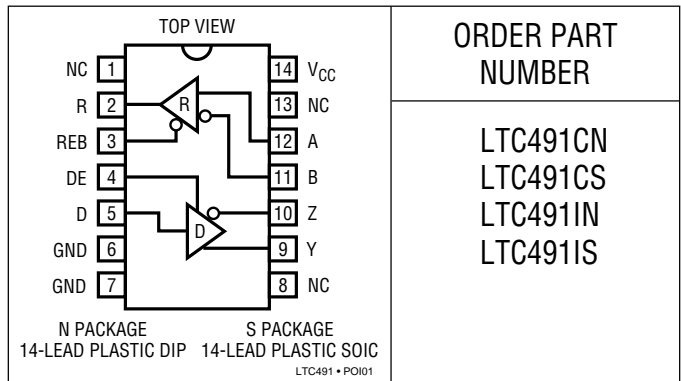 TOP VIEW
NC 1
R 2
REB 3
DE 4
D 5
GND 6
GND 7
14 VCC
13 NC
12 A
11 B
10 Z
9 Y
8 NC
R
D
N PACKAGE
14-LEAD PLASTIC DIP
S PACKAGE
14-LEAD PLASTIC SOIC
LTC491 • POI01
ORDER PART
NUMBER
LTC491CN
LTC491CS
LTC491IN
LTC491IS